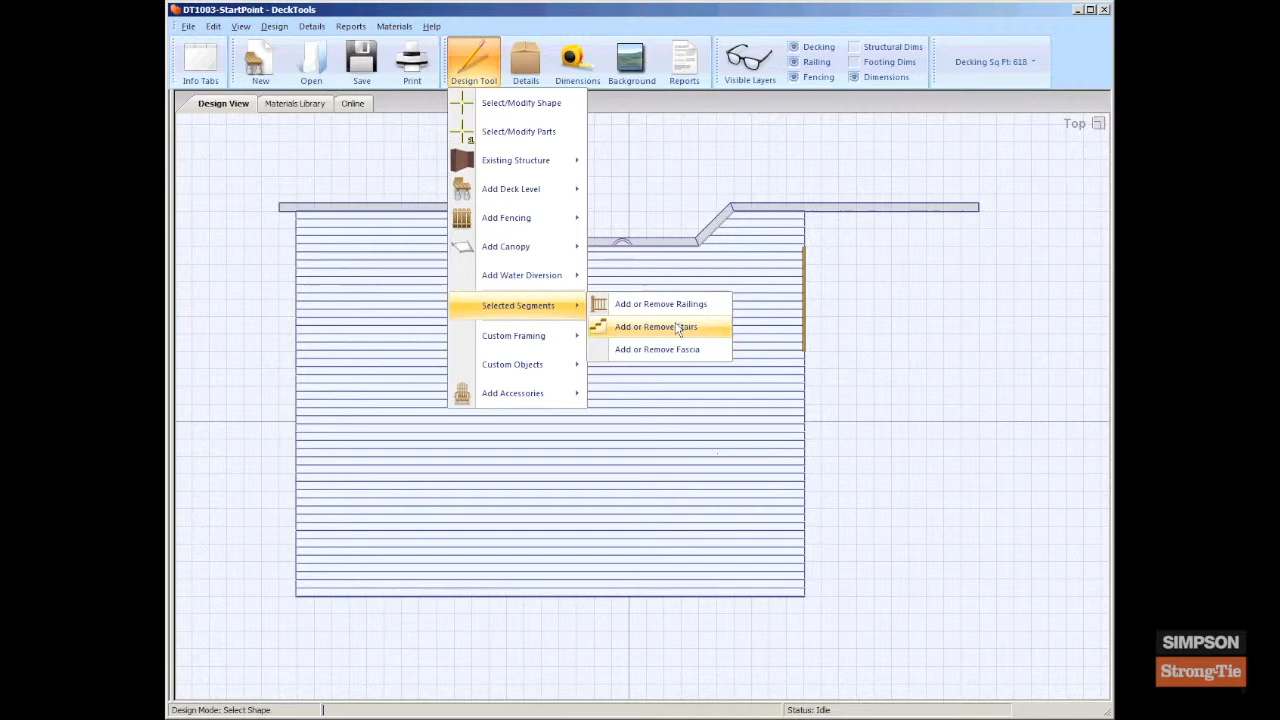 DT1003-StartPoint - DeckTools
File Edit View Design Details Reports Materials Help
Info Tabs New Open Save Print Design Tool Details Dimensions Background Reports Visible Layers
Decking Structural Dims
Railing Footing Dims
Fencing Dimensions
Decking Sq Ft: 618
Design View Materials Library Online
Top
Select/Modify Shape
Select/Modify Parts
Existing Structure
Add Deck Level
Add Fencing
Add Canopy
Add Water Diversion
Selected Segments
Custom Framing
Custom Objects
Add Accessories
Add or Remove Railings
Add or Remove Stairs
Add or Remove Fascia
SIMPSON
Strong-Tie
Design Mode: Select Shape
Status: Idle